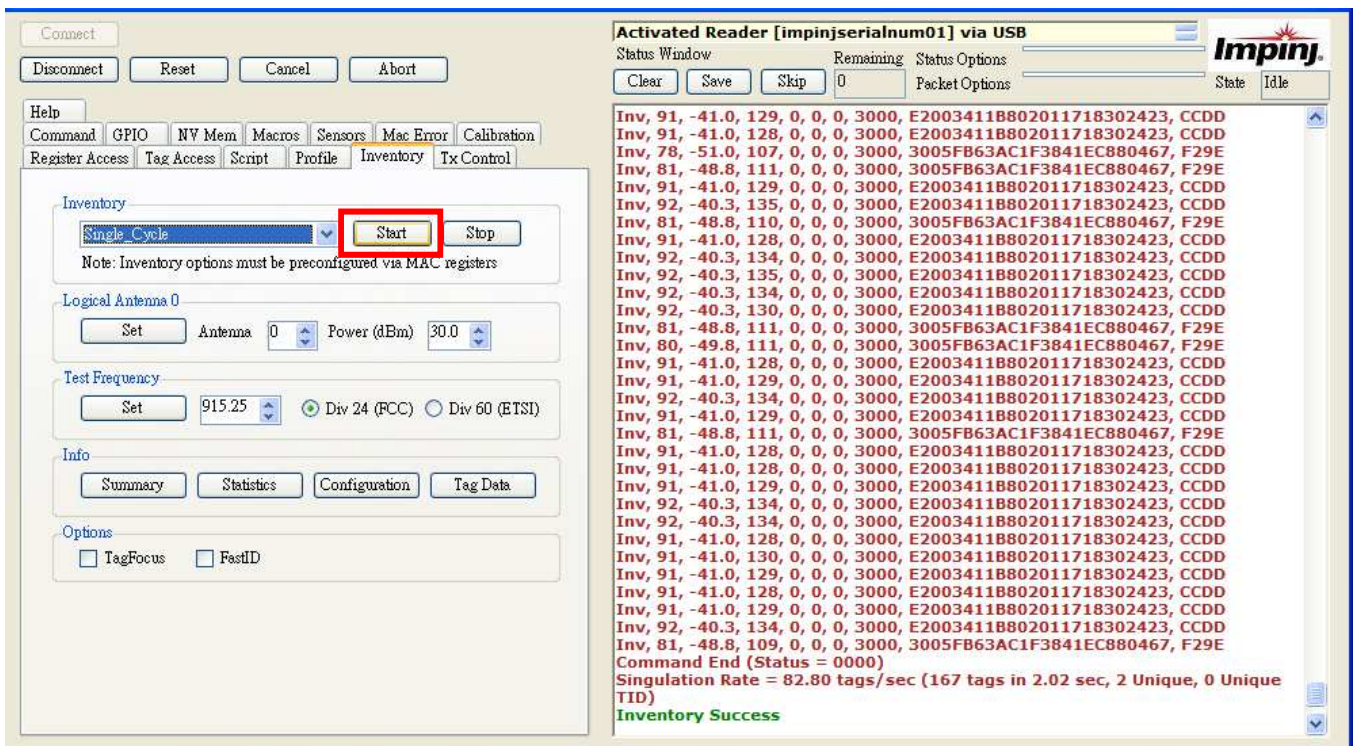 Connect
Disconnect Reset Cancel Abort
Help
Command GPIO NV Mem Macros Sensors Mac Error Calibration
Register Access Tag Access Script Profile Inventory Tx Control
Inventory
Single_Cycle Start Stop
Note: Inventory options must be preconfigured via MAC registers
Logical Antenna 0
Set Antenna 0 Power (dBm) 30.0
Test Frequency
Set 915.25 Div 24 (FCC) Div 60 (ETSI)
Info
Summary Statistics Configuration Tag Data
Options
TagFocus FastID
Activated Reader [impinjserialnum01] via USB
Impinj.
Status Window Remaining Status Options
Clear Save Skip 0 Packet Options State Idle
Inv, 91, -41.0, 129, 0, 0, 0, 3000, E2003411B802011718302423, CCDD
Inv, 91, -41.0, 128, 0, 0, 0, 3000, E2003411B802011718302423, CCDD
Inv, 78, -51.0, 107, 0, 0, 0, 3000, 3005FB63AC1F3841EC880467, F29E
Inv, 81, -48.8, 111, 0, 0, 0, 3000, 3005FB63AC1F3841EC880467, F29E
Inv, 91, -41.0, 129, 0, 0, 0, 3000, E2003411B802011718302423, CCDD
Inv, 92, -40.3, 135, 0, 0, 0, 3000, E2003411B802011718302423, CCDD
Inv, 81, -48.8, 110, 0, 0, 0, 3000, 3005FB63AC1F3841EC880467, F29E
Inv, 91, -41.0, 128, 0, 0, 0, 3000, E2003411B802011718302423, CCDD
Inv, 92, -40.3, 134, 0, 0, 0, 3000, E2003411B802011718302423, CCDD
Inv, 92, -40.3, 135, 0, 0, 0, 3000, E2003411B802011718302423, CCDD
Inv, 92, -40.3, 134, 0, 0, 0, 3000, E2003411B802011718302423, CCDD
Inv, 92, -40.3, 130, 0, 0, 0, 3000, E2003411B802011718302423, CCDD
Inv, 81, -48.8, 111, 0, 0, 0, 3000, 3005FB63AC1F3841EC880467, F29E
Inv, 80, -49.8, 111, 0, 0, 0, 3000, 3005FB63AC1F3841EC880467, F29E
Inv, 91, -41.0, 128, 0, 0, 0, 3000, E2003411B802011718302423, CCDD
Inv, 91, -41.0, 129, 0, 0, 0, 3000, E2003411B802011718302423, CCDD
Inv, 92, -40.3, 134, 0, 0, 0, 3000, E2003411B802011718302423, CCDD
Inv, 91, -41.0, 129, 0, 0, 0, 3000, E2003411B802011718302423, CCDD
Inv, 81, -48.8, 111, 0, 0, 0, 3000, 3005FB63AC1F3841EC880467, F29E
Inv, 91, -41.0, 128, 0, 0, 0, 3000, E2003411B802011718302423, CCDD
Inv, 91, -41.0, 128, 0, 0, 0, 3000, E2003411B802011718302423, CCDD
Inv, 91, -41.0, 129, 0, 0, 0, 3000, E2003411B802011718302423, CCDD
Inv, 92, -40.3, 134, 0, 0, 0, 3000, E2003411B802011718302423, CCDD
Inv, 92, -40.3, 134, 0, 0, 0, 3000, E2003411B802011718302423, CCDD
Inv, 91, -41.0, 128, 0, 0, 0, 3000, E2003411B802011718302423, CCDD
Inv, 91, -41.0, 130, 0, 0, 0, 3000, E2003411B802011718302423, CCDD
Inv, 91, -41.0, 129, 0, 0, 0, 3000, E2003411B802011718302423, CCDD
Inv, 91, -41.0, 128, 0, 0, 0, 3000, E2003411B802011718302423, CCDD
Inv, 91, -41.0, 129, 0, 0, 0, 3000, E2003411B802011718302423, CCDD
Inv, 92, -40.3, 134, 0, 0, 0, 3000, E2003411B802011718302423, CCDD
Inv, 81, -48.8, 109, 0, 0, 0, 3000, 3005FB63AC1F3841EC880467, F29E
Command End (Status = 0000)
Singulation Rate = 82.80 tags/sec (167 tags in 2.02 sec, 2 Unique, 0 Unique
TID)
Inventory Success